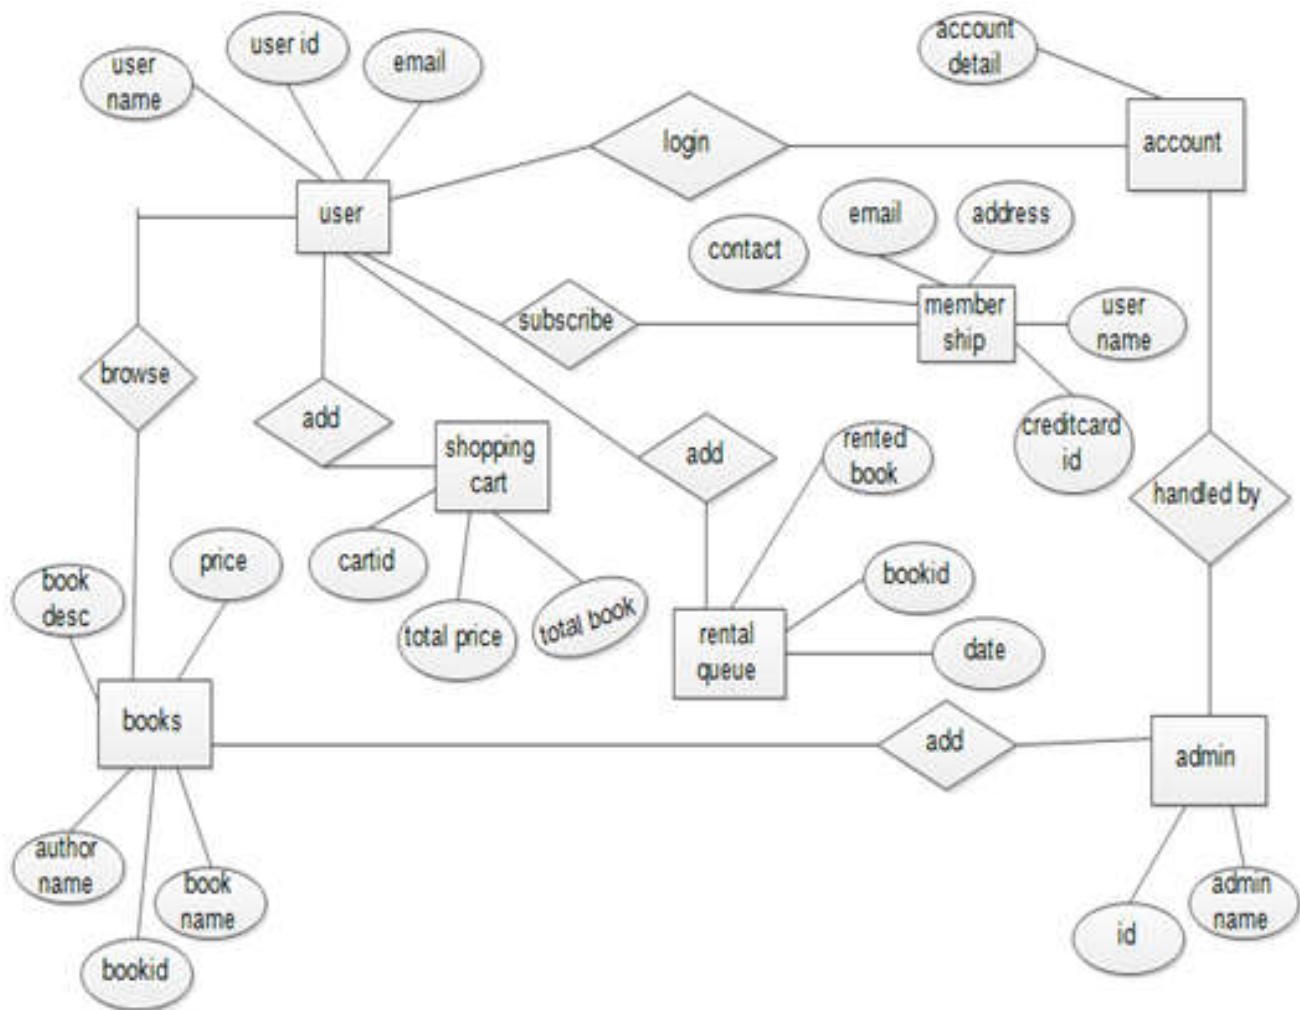 user
name
user id
email
account
detail
login
account
user
email
address
contact
member
ship
user
name
subscribe
browse
add
shopping
cart
add
rented
book
creditcard
id
handled by
cartid
price
book
desc
total price
total book
bookid
rental
queue
date
books
add
admin
author
name
book
name
bookid
id
admin
name